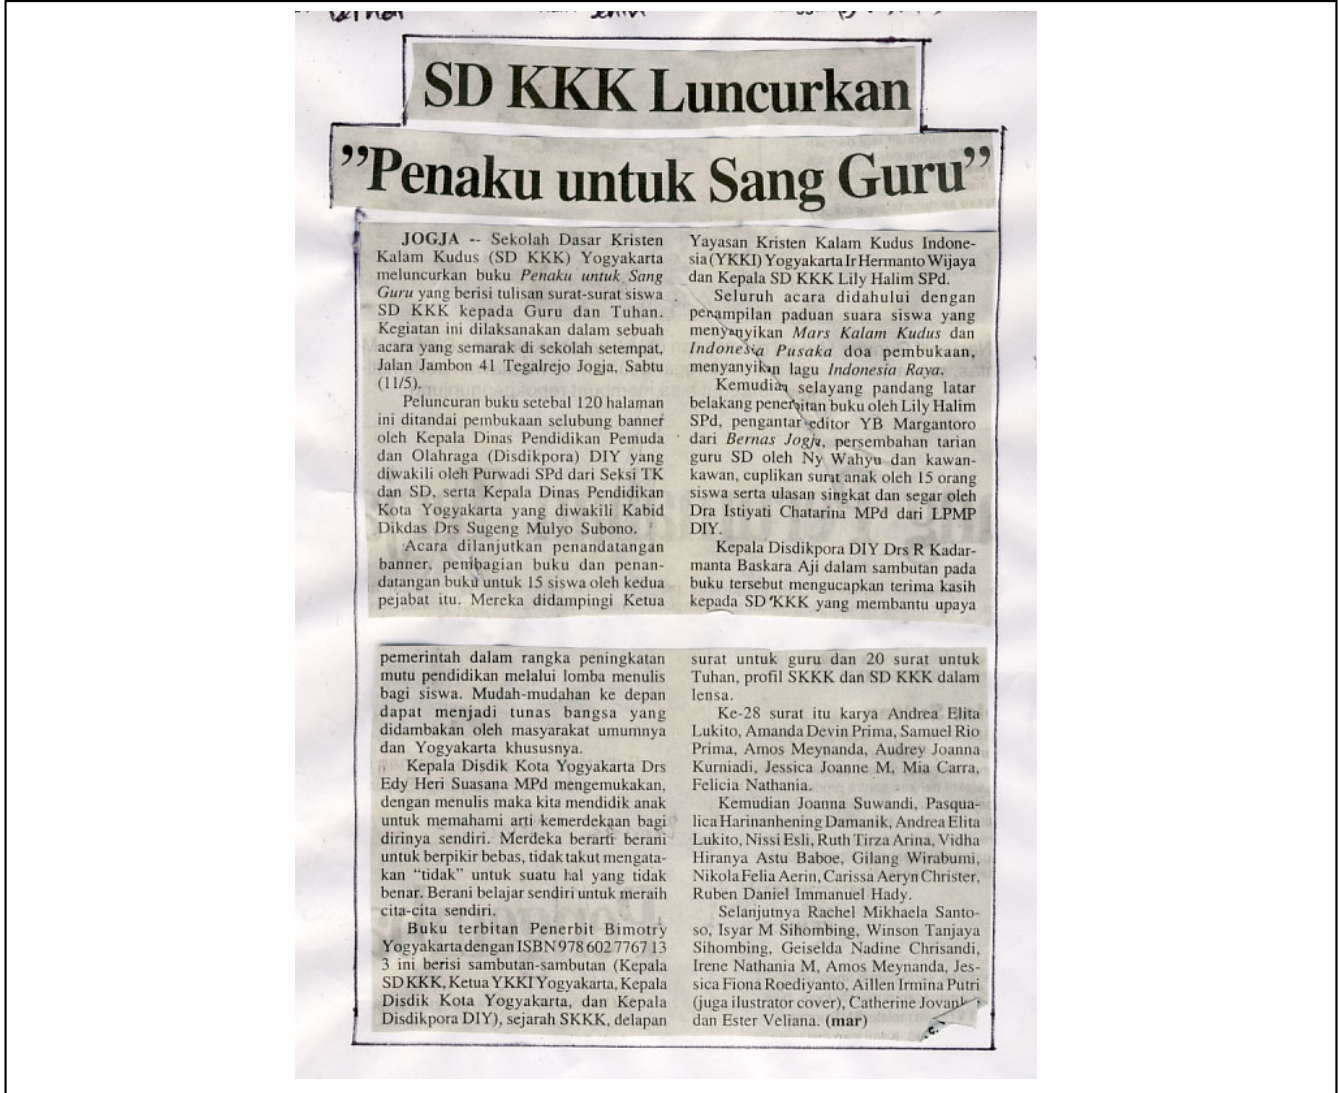 SD KKK Luncurkan
”Penaku untuk Sang Guru”
JOGJA -- Sekolah Dasar Kristen
Kalam Kudus (SD KKK) Yogyakarta
meluncurkan buku Penaku untuk Sang
Guru yang berisi tulisan surat-surat siswa
SD KKK kepada Guru dan Tuhan.
Kegiatan ini dilaksanakan dalam sebuah
acara yang semarak di sekolah setempat,
Jalan Jambon 41 Tegalrejo Jogja, Sabtu
(11/5).
Peluncuran buku setebal 120 halaman
ini ditandai pembukaan selubung banner
oleh Kepala Dinas Pendidikan Pemuda
dan Olahraga (Disdikpora) DIY yang
diwakili oleh Purwadi SPd dari Seksi TK
dan SD, serta Kepala Dinas Pendidikan
Kota Yogyakarta yang diwakili Kabid
Dikdas Drs Sugeng Mulyo Subono.
Acara dilanjutkan penandatangan
banner, pembagian buku dan penan-
datangan buku untuk 15 siswa oleh kedua
pejabat itu. Mereka didampingi Ketua
Yayasan Kristen Kalam Kudus Indone-
sia (YKKI) Yogyakarta Ir Hermanto Wijaya
dan Kepala SD KKK Lily Halim SPd.
Seluruh acara didahului dengan
penampilan paduan suara siswa yang
menyanyikan Mars Kalam Kudus dan
Indonesia Pusaka doa pembukaan,
menyanyikan lagu Indonesia Raya.
Kemudian selayang pandang latar
belakang penerbitan buku oleh Lily Halim
SPd, pengantar editor YB Margantoro
dari Bernas Jogja, persembahan tarian
guru SD oleh Ny Wahyu dan kawan-
kawan, cuplikan surat anak oleh 15 orang
siswa serta ulasan singkat dan segar oleh
Dra Istiyati Chatarina MPd dari LPMP
DIY.
Kepala Disdikpora DIY Drs R Kadar-
manta Baskara Aji dalam sambutan pada
buku tersebut mengucapkan terima kasih
kepada SD KKK yang membantu upaya
pemerintah dalam rangka peningkatan
mutu pendidikan melalui lomba menulis
bagi siswa. Mudah-mudahan ke depan
dapat menjadi tunas bangsa yang
didambakan oleh masyarakat umumnya
dan Yogyakarta khususnya.
Kepala Disdik Kota Yogyakarta Drs
Edy Heri Suasana MPd mengemukakan,
dengan menulis maka kita mendidik anak
untuk memahami arti kemerdekaan bagi
dirinya sendiri. Merdeka berarti berani
untuk berpikir bebas, tidak takut mengata-
kan “tidak” untuk suatu hal yang tidak
benar. Berani belajar sendiri untuk meraih
cita-cita sendiri.
Buku terbitan Penerbit Bimotry
Yogyakarta dengan ISBN 978 602 7767 13
3 ini berisi sambutan-sambutan (Kepala
SD KKK, Ketua YKKI Yogyakarta, Kepala
Disdik Kota Yogyakarta, dan Kepala
Disdikpora DIY), sejarah SKKK, delapan
surat untuk guru dan 20 surat untuk
Tuhan, profil SKKK dan SD KKK dalam
lensa.
Ke-28 surat itu karya Andrea Elita
Lukito, Amanda Devin Prima, Samuel Rio
Prima, Amos Meynanda, Audrey Joanna
Kurniadi, Jessica Joanne M, Mia Carra,
Felicia Nathania.
Kemudian Joanna Suwandi, Pasqua-
lica Harinanhening Damanik, Andrea Elita
Lukito, Nissi Esli, Ruth Tirza Arina, Vidha
Hiranya Astu Baboe, Gilang Wirabumi,
Nikola Felia Aerin, Carissa Aeryn Christer,
Ruben Daniel Immanuel Hady.
Selanjutnya Rachel Mikhaela Santo-
so, Isyar M Sihombing, Winson Tanjaya
Sihombing, Geiselda Nadine Chrisandi,
Irene Nathania M, Amos Meynanda, Jes-
sica Fiona Roediyanto, Aillen Irmina Putri
(juga ilustrator cover), Catherine
dan Ester Veliana. (mar)